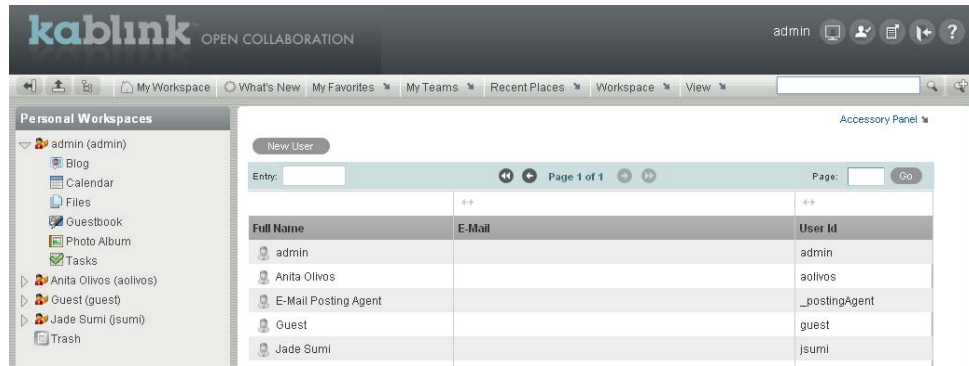 kablink OPEN COLLABORATION
admin
?
My Workspace What's New My Favorites My Teams Recent Places Workspace View
Personal Workspaces
admin (admin)
Blog
Calendar
Files
Guestbook
Photo Album
Tasks
Anita Olivos (aolivos)
Guest (guest)
Jade Sumi (jsumi)
Trash
Accessory Panel
New User
Entry: Page 1 of 1 Page: Go
Full Name E-Mail User Id
admin admin
Anita Olivos aolivos
E-Mail Posting Agent _postingAgent
Guest guest
Jade Sumi jsumi